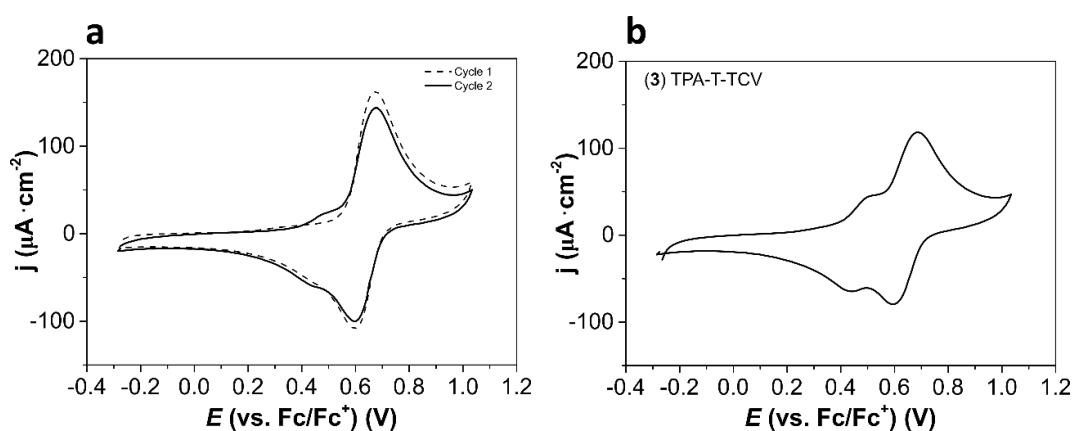 a
200
100
0
-100
j (µA·cm-2)
Cycle 1
Cycle 2
-0.4 -0.2 0.0 0.2 0.4 0.6 0.8 1.0 1.2
E (vs. Fc/Fc+) (V)
b
200
100
0
-100
j (µA·cm-2)
(3) TPA-T-TCV
-0.4 -0.2 0.0 0.2 0.4 0.6 0.8 1.0 1.2
E (vs. Fc/Fc+) (V)